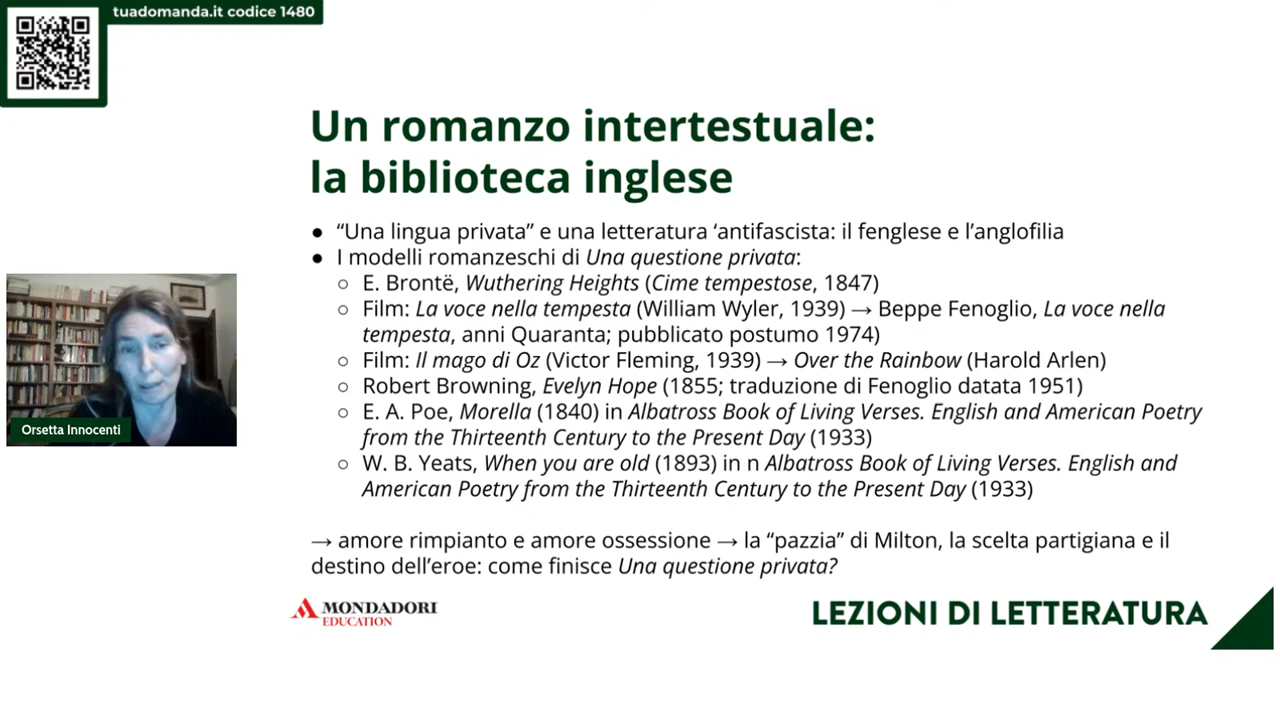 tuadomanda.it codice 1480
Un romanzo intertestuale:
la biblioteca inglese
● “Una lingua privata” e una letteratura ‘antifascista: il fenglese e l’anglofilia
● I modelli romanzeschi di Una questione privata:
○ E. Brontë, Wuthering Heights (Cime tempestose, 1847)
○ Film: La voce nella tempesta (William Wyler, 1939) → Beppe Fenoglio, La voce nella
tempesta, anni Quaranta; pubblicato postumo 1974)
○ Film: Il mago di Oz (Victor Fleming, 1939) → Over the Rainbow (Harold Arlen)
○ Robert Browning, Evelyn Hope (1855; traduzione di Fenoglio datata 1951)
○ E. A. Poe, Morella (1840) in Albatross Book of Living Verses. English and American Poetry
from the Thirteenth Century to the Present Day (1933)
○ W. B. Yeats, When you are old (1893) in n Albatross Book of Living Verses. English and
American Poetry from the Thirteenth Century to the Present Day (1933)
→ amore rimpianto e amore ossessione → la “pazzia” di Milton, la scelta partigiana e il
destino dell’eroe: come finisce Una questione privata?
Orsetta Innocenti
MONDADORI
EDUCATION
LEZIONI DI LETTERATURA